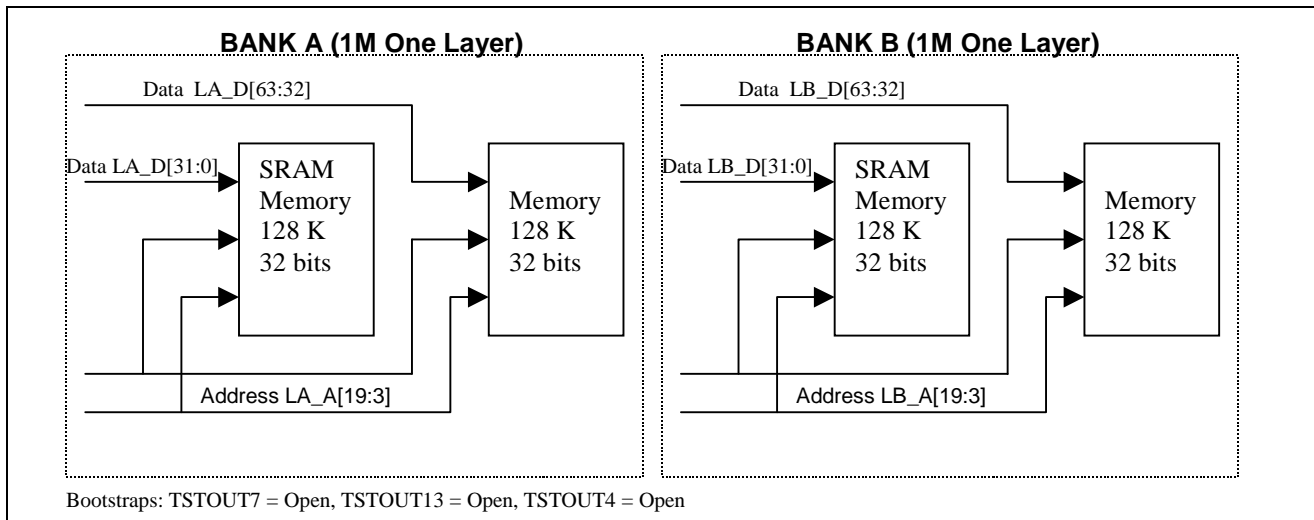 BANK A (1M One Layer)
Data LA_D[63:32]
Data LA_D[31:0]
SRAM
Memory
128 K
32 bits
Memory
128 K
32 bits
Address LA_A[19:3]
BANK B (1M One Layer)
Data LB_D[63:32]
Data LB_D[31:0]
SRAM
Memory
128 K
32 bits
Memory
128 K
32 bits
Address LB_A[19:3]
Bootstraps: TSTOUT7 = Open, TSTOUT13 = Open, TSTOUT4 = Open